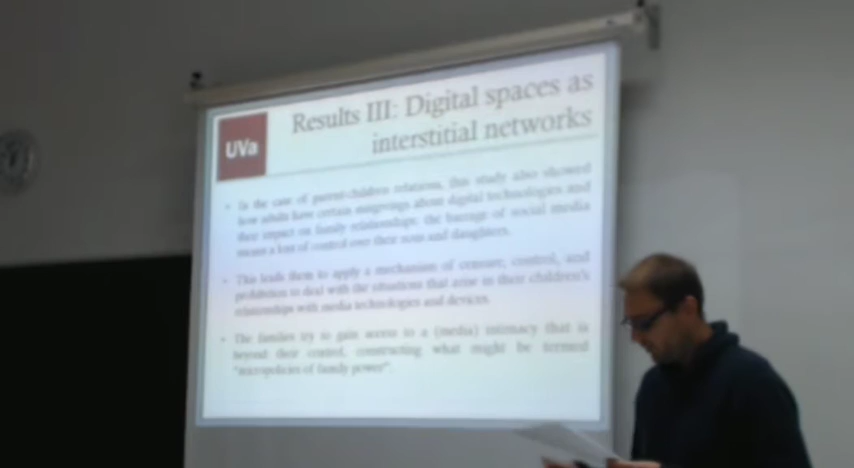 UVa
Results III: Digital spaces as
interstitial networks
In the case of parent-children relations, this study also showed
how adults have certain misgivings about digital technologies and
their impact on family relationships: the of social media
means a loss of control over their sons and daughters.
This leads them to apply a mechanism of censure, control, and
prohibition to deal with the situations that arise in their children's
relationships with media technologies and devices.
The families try to gain access to a (media) intimacy that is
beyond their control, constructing what might be termed
"micropolicies of family power".